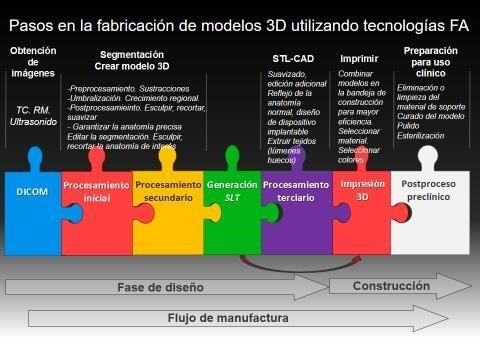 Pasos en la fabricación de modelos 3D utilizando tecnologías FA
Obtención
de
imágenes
TC. RM.
Ultrasonido
Segmentación
Crear modelo 3D
-Preprocesamiento. Sustracciones
-Umbralización. Crecimiento regional.
-Postprocesamieinto. Esculpir, recortar,
suavizar
- Garantizar la anatomía precisa
Editar la segmentación. Esculpir,
recortar la anatomía de interés
STL-CAD
Suavizado,
edición adicional
Reflejo de la
anatomía
normal, diseño
de dispositivo
implantable
Extruir tejidos
(lúmenes
huecos)
Imprimir
Combinar
modelos en
la bandeja de
construcción
para mayor
eficiencia.
Seleccionar
material.
Seleccionar
colores
Preparación
para uso
clínico
Eliminación o
limpieza del
material de soporte
Curado del modelo
Pulido
Esterilización
DICOM
Procesamiento
inicial
Procesamiento
secundario
Generación
SLT
Procesamiento
terciario
Impresión
3D
Postproceso
preclínico
Fase de diseño
Construcción
Flujo de manufactura